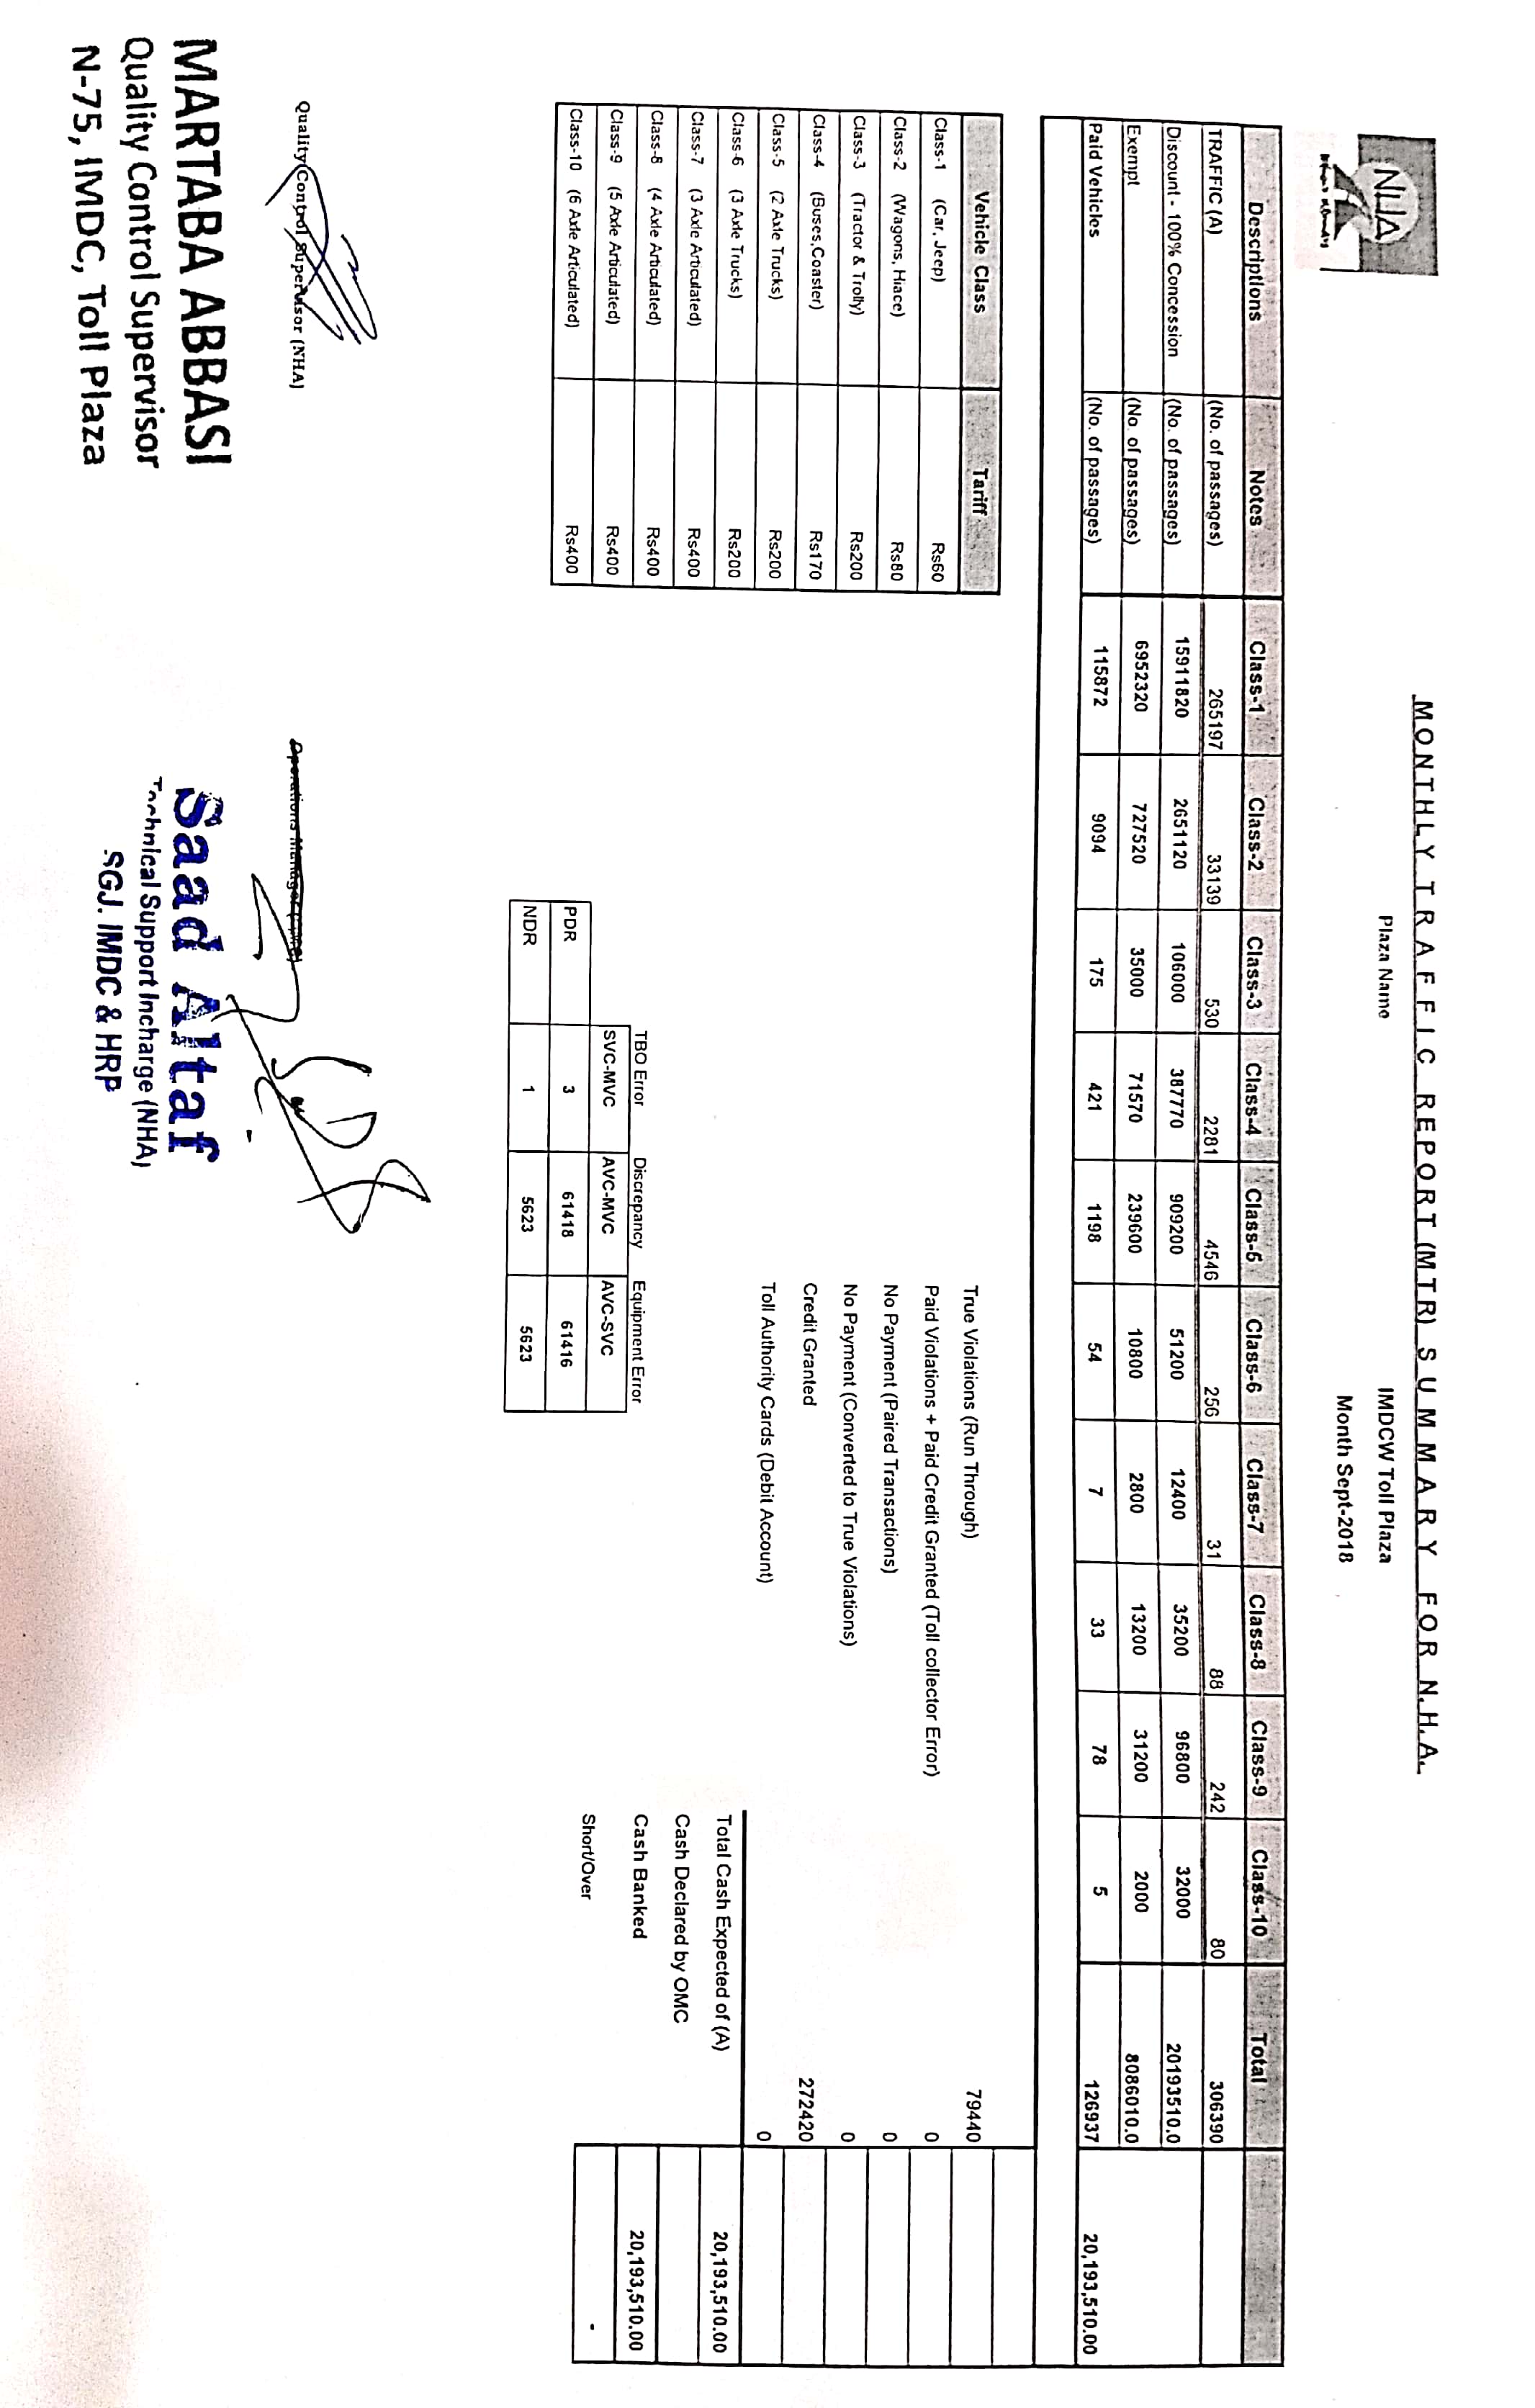 NHA
MONTHLY TRAFFIC REPORT (MTR) SUMMARY FOR N.H.A.
Plaza Name IMDCW Toll Plaza
Month Sept-2018
Descriptions Notes Class-1 Class-2 Class-3 Class-4 Class-5 Class-6 Class-7 Class-8 Class-9 Class-10 Total
TRAFFIC (A) (No. of passages) 265197 33139 530 2281 4546 256 31 88 242 80 306390
Discount - 100% Concession (No. of passages) 15911820 2651120 106000 387770 909200 51200 12400 35200 96800 32000 20193510.0
Exempt (No. of passages) 6952320 727520 35000 71570 239600 10800 2800 13200 31200 2000 8086010.0
Paid Vehicles (No. of passages) 115872 9094 175 421 1198 54 7 33 78 5 126937 20,193,510.00
Vehicle Class Tariff
Class-1 (Car, Jeep) Rs60
Class-2 (Wagons, Hiace) Rs80
Class-3 (Tractor & Trolly) Rs200
Class-4 (Buses,Coaster) Rs170
Class-5 (2 Axle Trucks) Rs200
Class-6 (3 Axle Trucks) Rs200
Class-7 (3 Axle Articulated) Rs400
Class-8 (4 Axle Articulated) Rs400
Class-9 (5 Axle Articulated) Rs400
Class-10 (6 Axle Articulated) Rs400
True Violations (Run Through) 79440
Paid Violations + Paid Credit Granted (Toll collector Error) 0
No Payment (Paired Transactions) 0
No Payment (Converted to True Violations) 0
Credit Granted 272420
Toll Authority Cards (Debit Account) 0
Total Cash Expected of (A) 20,193,510.00
Cash Declared by OMC
Cash Banked 20,193,510.00
Short/Over -
TBO Error Discrepancy Equipment Error
SVC-MVC AVC-MVC AVC-SVC
PDR 3 61418 61416
NDR 1 5623 5623
Quality Control Supervisor (NHA)
MARTABA ABBASI
Quality Control Supervisor
N-75, IMDC, Toll Plaza
Operations Manager
Saad Altaf
Technical Support Incharge (NHA)
SGJ. IMDC & HRP